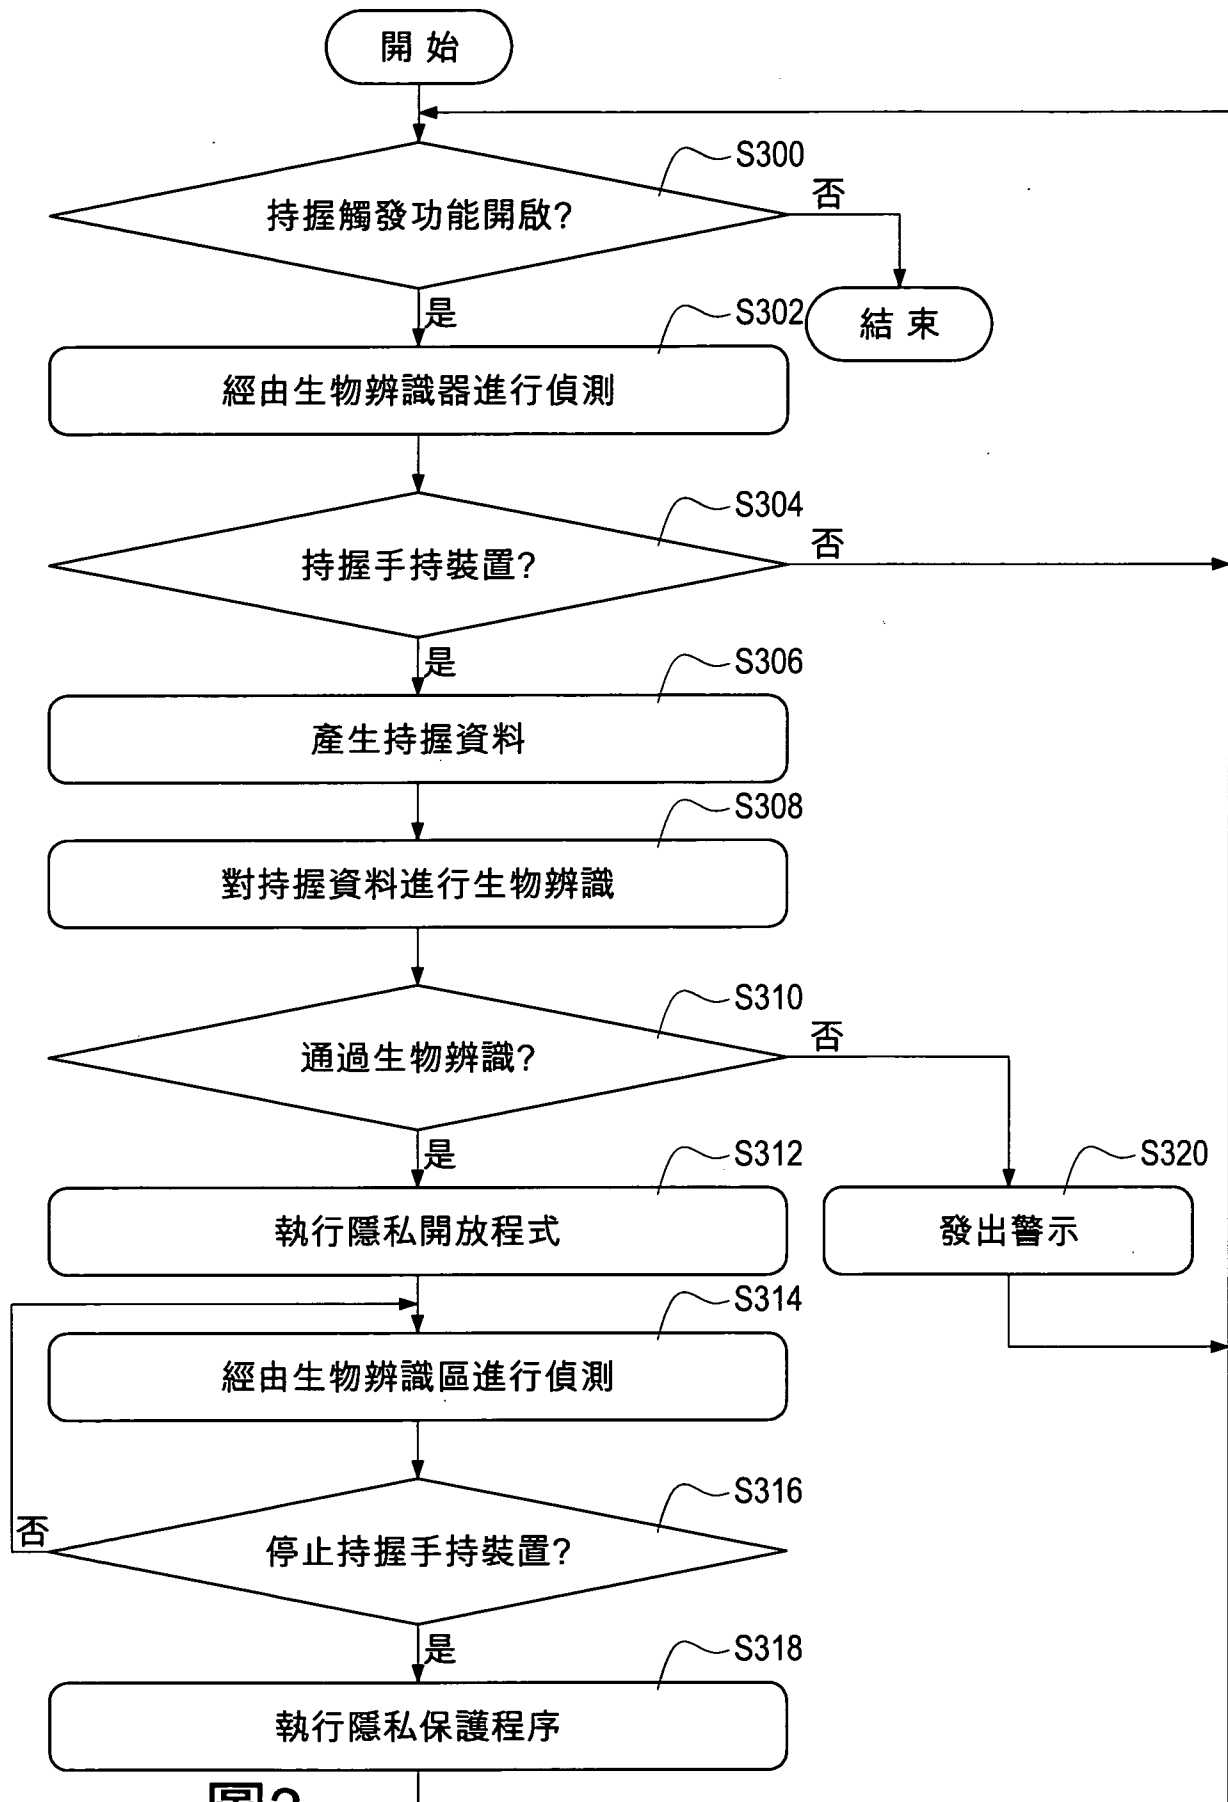 開始
S300
持握觸發功能開啟?
否
是
結束
S302
經由生物辨識器進行偵測
S304
持握手持裝置?
否
是
S306
產生持握資料
S308
對持握資料進行生物辨識
S310
通過生物辨識?
否
是
S312
執行隱私開放程式
S320
發出警示
S314
經由生物辨識區進行偵測
S316
停止持握手持裝置?
否
是
S318
執行隱私保護程序